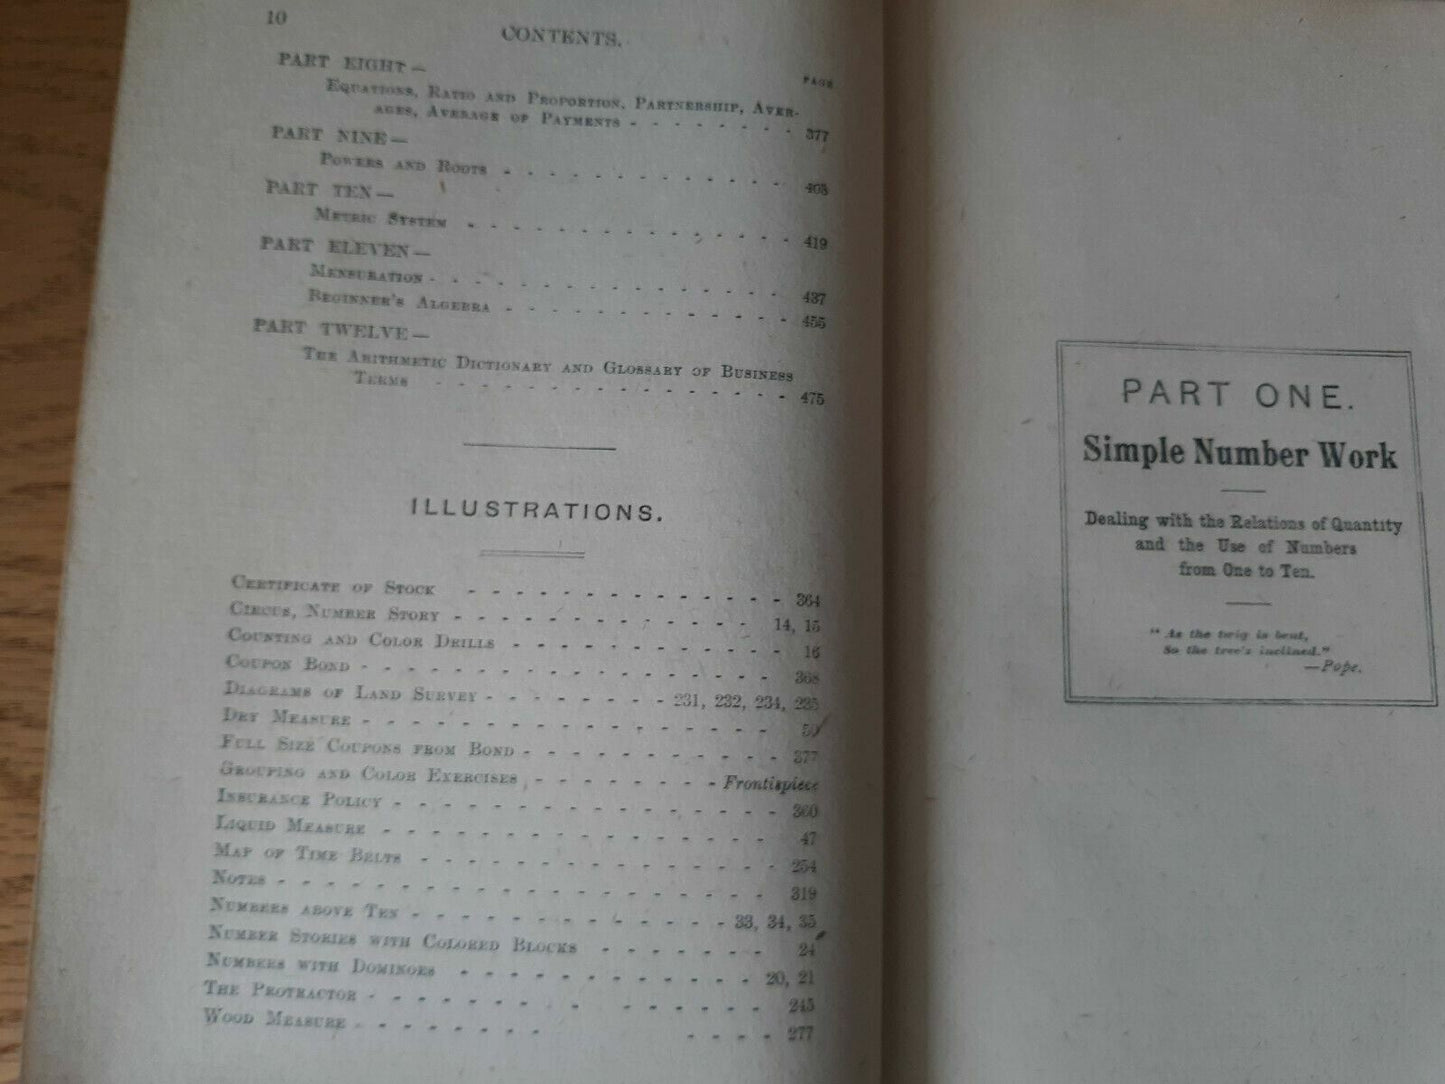 10
CONTENTS.
PAGE
PART EIGHT—
Equations, Ratio and Proportion, Partnership, Aver-
ages, Average of Payments - - - - - - - 377
PART NINE—
Powers and Roots - - - - - - - - - - - - 403
PART TEN—
Metric System - - - - - - - - - - - - 419
PART ELEVEN—
Mensuration - - - - - - - - - - - - - 437
Beginner's Algebra - - - - - - - - - - - 455
PART TWELVE—
The Arithmetic Dictionary and Glossary of Business
Terms - - - - - - - - - - - - - 475
ILLUSTRATIONS.
Certificate of Stock - - - - - - - - - - - - 364
Circus, Number Story - - - - - - - - - - - - 14, 15
Counting and Color Drills - - - - - - - - - - - 16
Coupon Bond - - - - - - - - - - - - - - - 368
Diagrams of Land Survey - - - - - - - 231, 232, 234, 235
Dry Measure - - - - - - - - - - - - - - - 50
Full Size Coupons from Bond - - - - - - - - - 377
Grouping and Color Exercises - - - - - - - Frontispiece
Insurance Policy - - - - - - - - - - - - - - 360
Liquid Measure - - - - - - - - - - - - - - 47
Map of Time Belts - - - - - - - - - - - - - 254
Notes - - - - - - - - - - - - - - - - - 319
Numbers above Ten - - - - - - - - - - - - 33, 34, 35
Number Stories with Colored Blocks - - - - - - - 24
Numbers with Dominoes - - - - - - - - - - - 20, 21
The Protractor - - - - - - - - - - - - - - 245
Wood Measure - - - - - - - - - - - 277
PART ONE.
Simple Number Work
Dealing with the Relations of Quantity
and the Use of Numbers
from One to Ten.
"As the twig is bent,
So the tree's inclined."
—Pope.